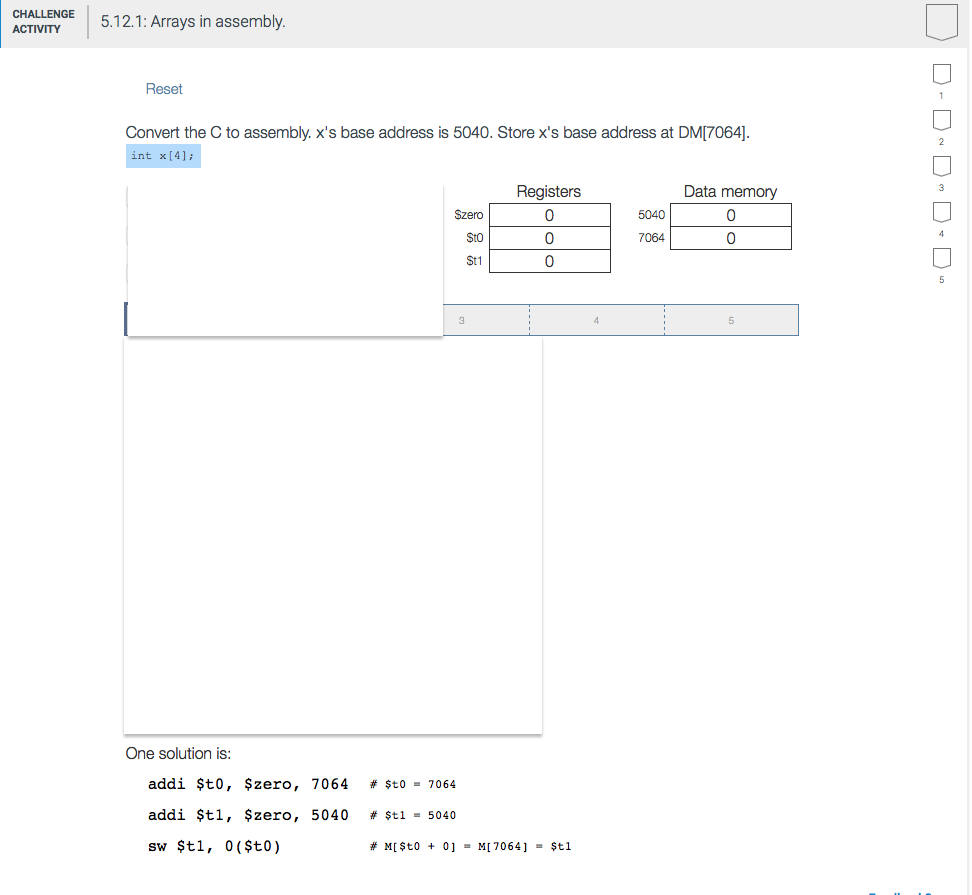 CHALLENGE
ACTIVITY
5.12.1: Arrays in assembly.
Reset
1
2
3
4
5
Convert the C to assembly. x's base address is 5040. Store x's base address at DM[7064].
int x[4];
Registers
Data memory
$zero 0 5040 0
$t0 0 7064 0
$t1 0
3 4 5
One solution is:
addi $t0, $zero, 7064 # $t0 = 7064
addi $t1, $zero, 5040 # $t1 = 5040
sw $t1, 0($t0) # M[$t0 + 0] = M[7064] = $t1